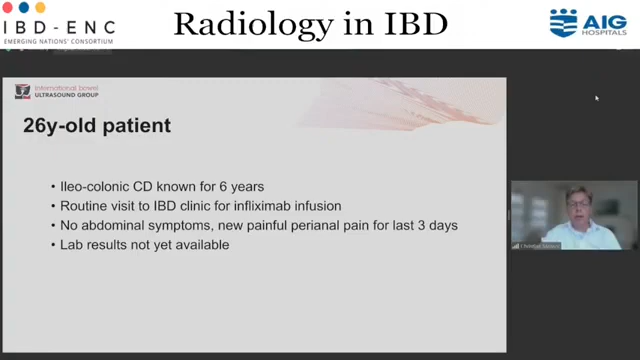 IBD-ENC
EMERGING NATIONS' CONSORTIUM
Radiology in IBD
AIG
HOSPITALS
International bowel
ULTRASOUND GROUP
26y-old patient
• Ileo-colonic CD known for 6 years
• Routine visit to IBD clinic for infliximab infusion
• No abdominal symptoms, new painful perianal pain for last 3 days
• Lab results not yet available